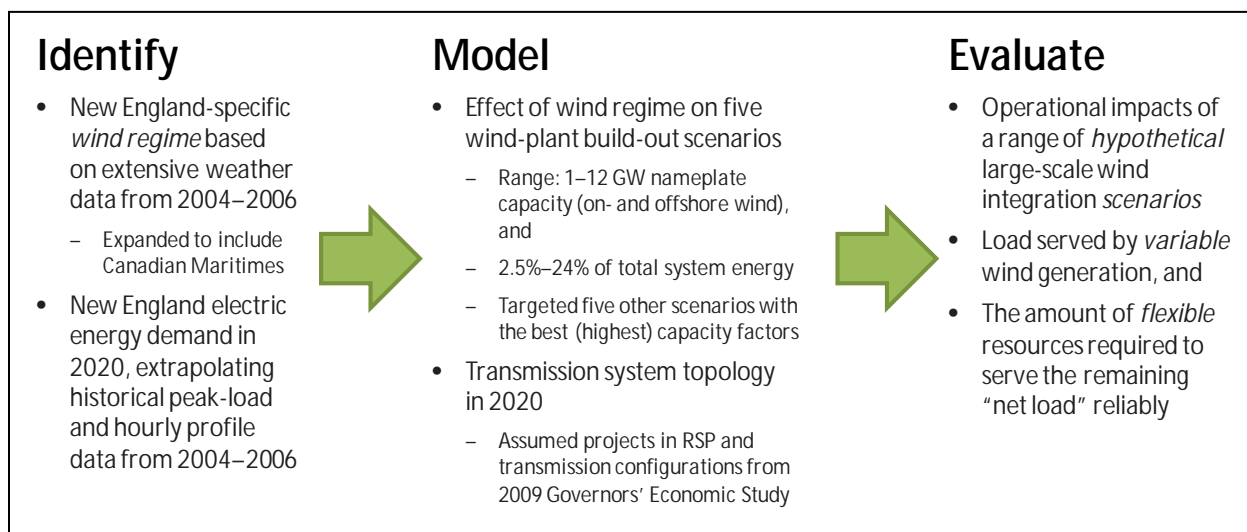 Identify
• New England-specific
wind regime based
on extensive weather
data from 2004–2006
– Expanded to include
Canadian Maritimes
• New England electric
energy demand in
2020, extrapolating
historical peak-load
and hourly profile
data from 2004–2006
Model
• Effect of wind regime on five
wind-plant build-out scenarios
– Range: 1–12 GW nameplate
capacity (on- and offshore wind),
and
– 2.5%–24% of total system energy
– Targeted five other scenarios with
the best (highest) capacity factors
• Transmission system topology
in 2020
– Assumed projects in RSP and
transmission configurations from
2009 Governors’ Economic Study
Evaluate
• Operational impacts of
a range of hypothetical
large-scale wind
integration scenarios
• Load served by variable
wind generation, and
• The amount of flexible
resources required to
serve the remaining
“net load” reliably